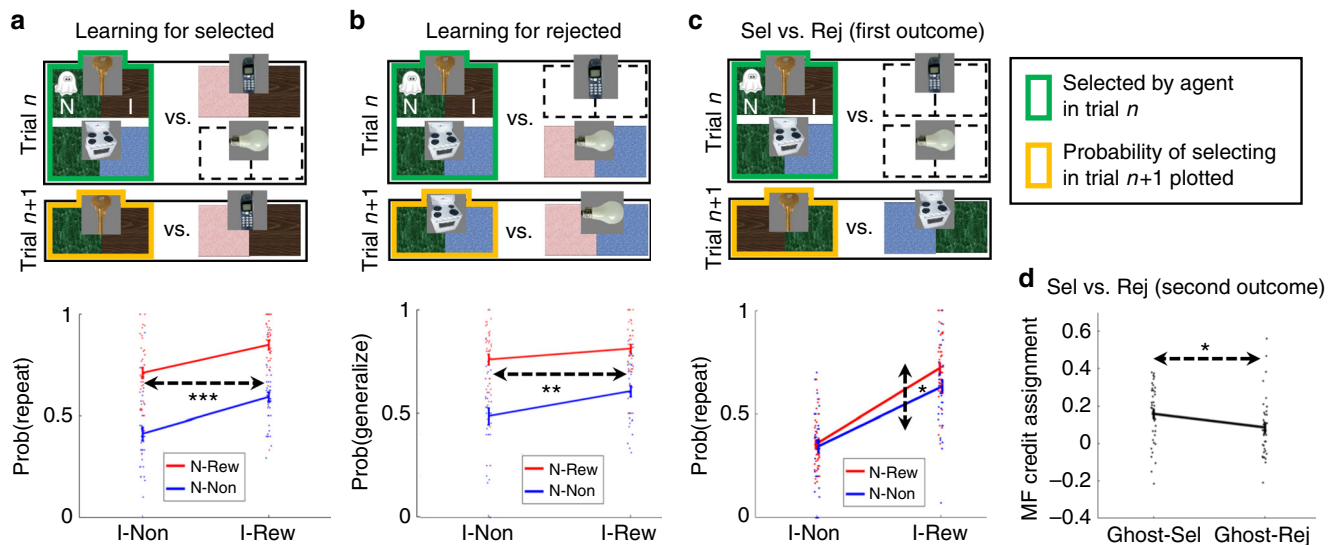 a
Learning for selected
Trial n
N I
vs.
Trial n+1
vs.
Prob(repeat)
1
0.5
0
***
N-Rew
N-Non
I-Non I-Rew
b
Learning for rejected
Trial n
N I
vs.
Trial n+1
vs.
Prob(generalize)
1
0.5
0
**
N-Rew
N-Non
I-Non I-Rew
c
Sel vs. Rej (first outcome)
Trial n
N I
vs.
Trial n+1
vs.
Prob(repeat)
1
0.5
0
*
N-Rew
N-Non
I-Non I-Rew
Selected by agent
in trial n
Probability of selecting
in trial n+1 plotted
d
Sel vs. Rej (second outcome)
MF credit assignment
0.6
0.4
0.2
0
−0.2
−0.4
*
Ghost-Sel Ghost-Rej